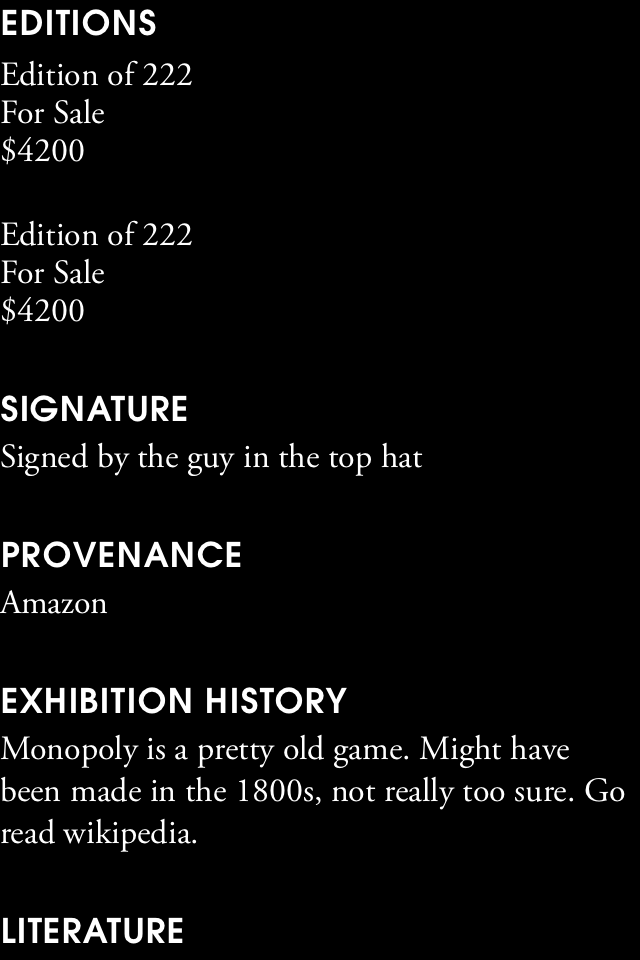 EDITIONS
Edition of 222
For Sale
$4200
Edition of 222
For Sale
$4200
SIGNATURE
Signed by the guy in the top hat
PROVENANCE
Amazon
EXHIBITION HISTORY
Monopoly is a pretty old game. Might have
been made in the 1800s, not really too sure. Go
read wikipedia.
LITERATURE